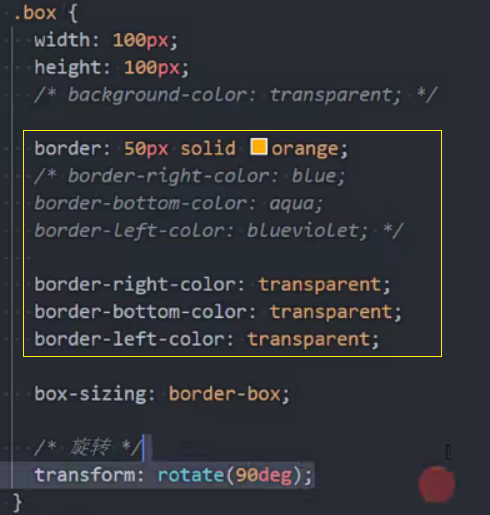 .box {
width: 100px;
height: 100px;
/* background-color: transparent; */
border: 50px solid orange;
/* border-right-color: blue;
border-bottom-color: aqua;
border-left-color: blueviolet; */
border-right-color: transparent;
border-bottom-color: transparent;
border-left-color: transparent;
box-sizing: border-box;
/* 旋转 */
transform: rotate(90deg);
}